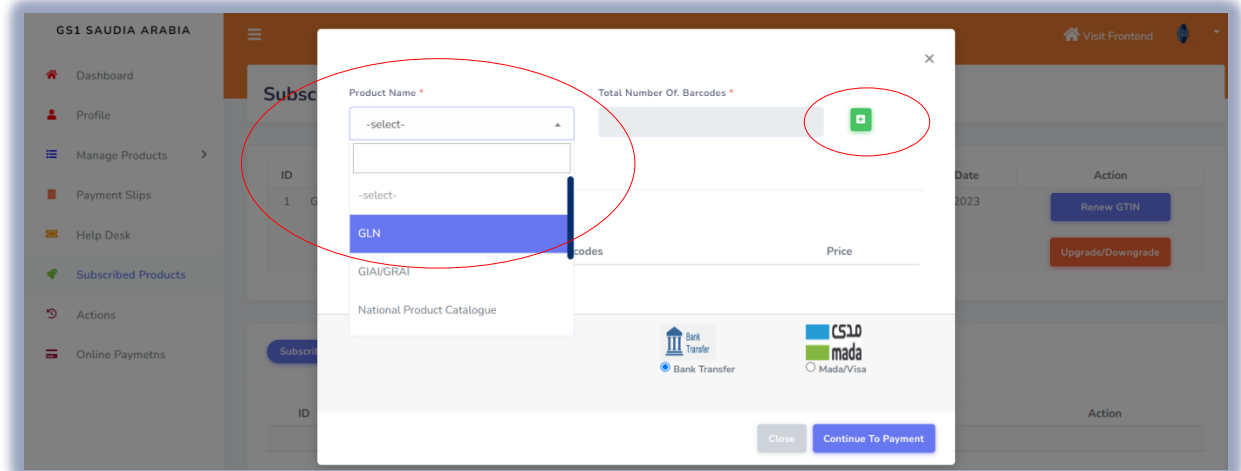 GS1 SAUDIA ARABIA
Visit Frontend
Dashboard
Profile
Manage Products
Payment Slips
Help Desk
Subscribed Products
Actions
Online Paymetns
Subsc
×
Product Name *
Total Number Of. Barcodes *
-select-
-select-
GLN
GIAI/GRAI
National Product Catalogue
codes
Price
ID
Date
Action
1 G
2023
Renew GTIN
Upgrade/Downgrade
Bank
Transfer
مدى
mada
Bank Transfer
Mada/Visa
Subscri
ID
Action
Close
Continue To Payment